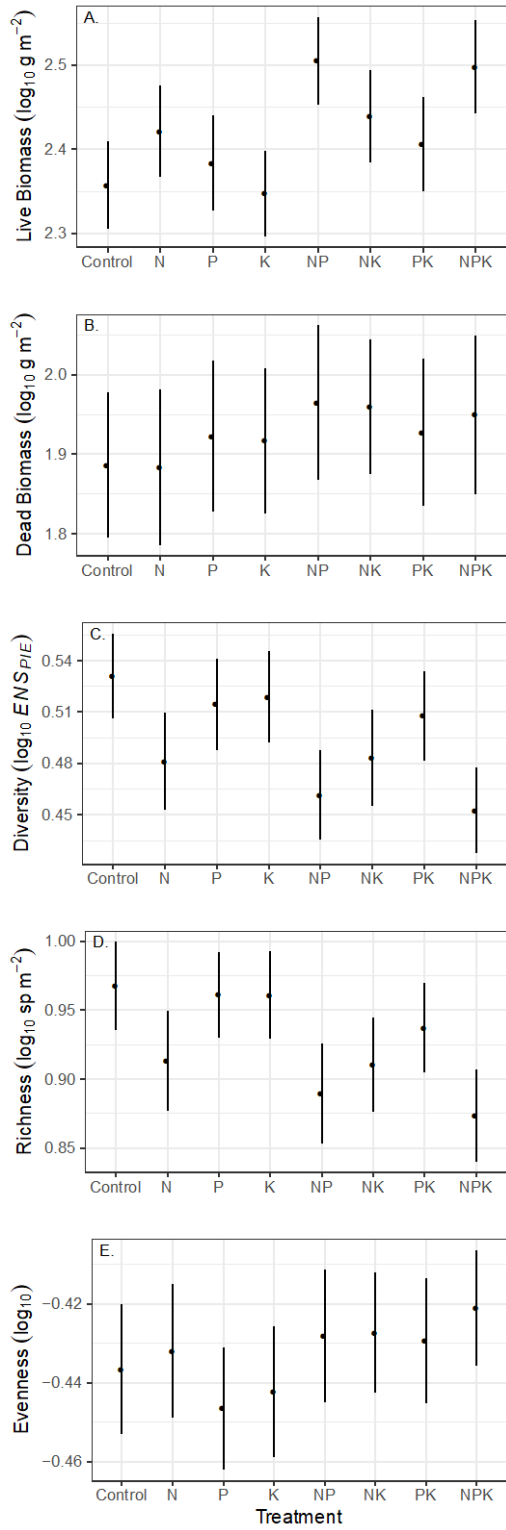 A.
Live Biomass (log₁₀ g m⁻²)
2.5
2.4
2.3
Control N P K NP NK PK NPK
B.
Dead Biomass (log₁₀ g m⁻²)
2.0
1.9
1.8
Control N P K NP NK PK NPK
C.
Diversity (log₁₀ ENS_PIE)
0.54
0.51
0.48
0.45
Control N P K NP NK PK NPK
D.
Richness (log₁₀ sp m⁻²)
1.00
0.95
0.90
0.85
Control N P K NP NK PK NPK
E.
Evenness (log₁₀)
−0.42
−0.44
−0.46
Control N P K NP NK PK NPK
Treatment